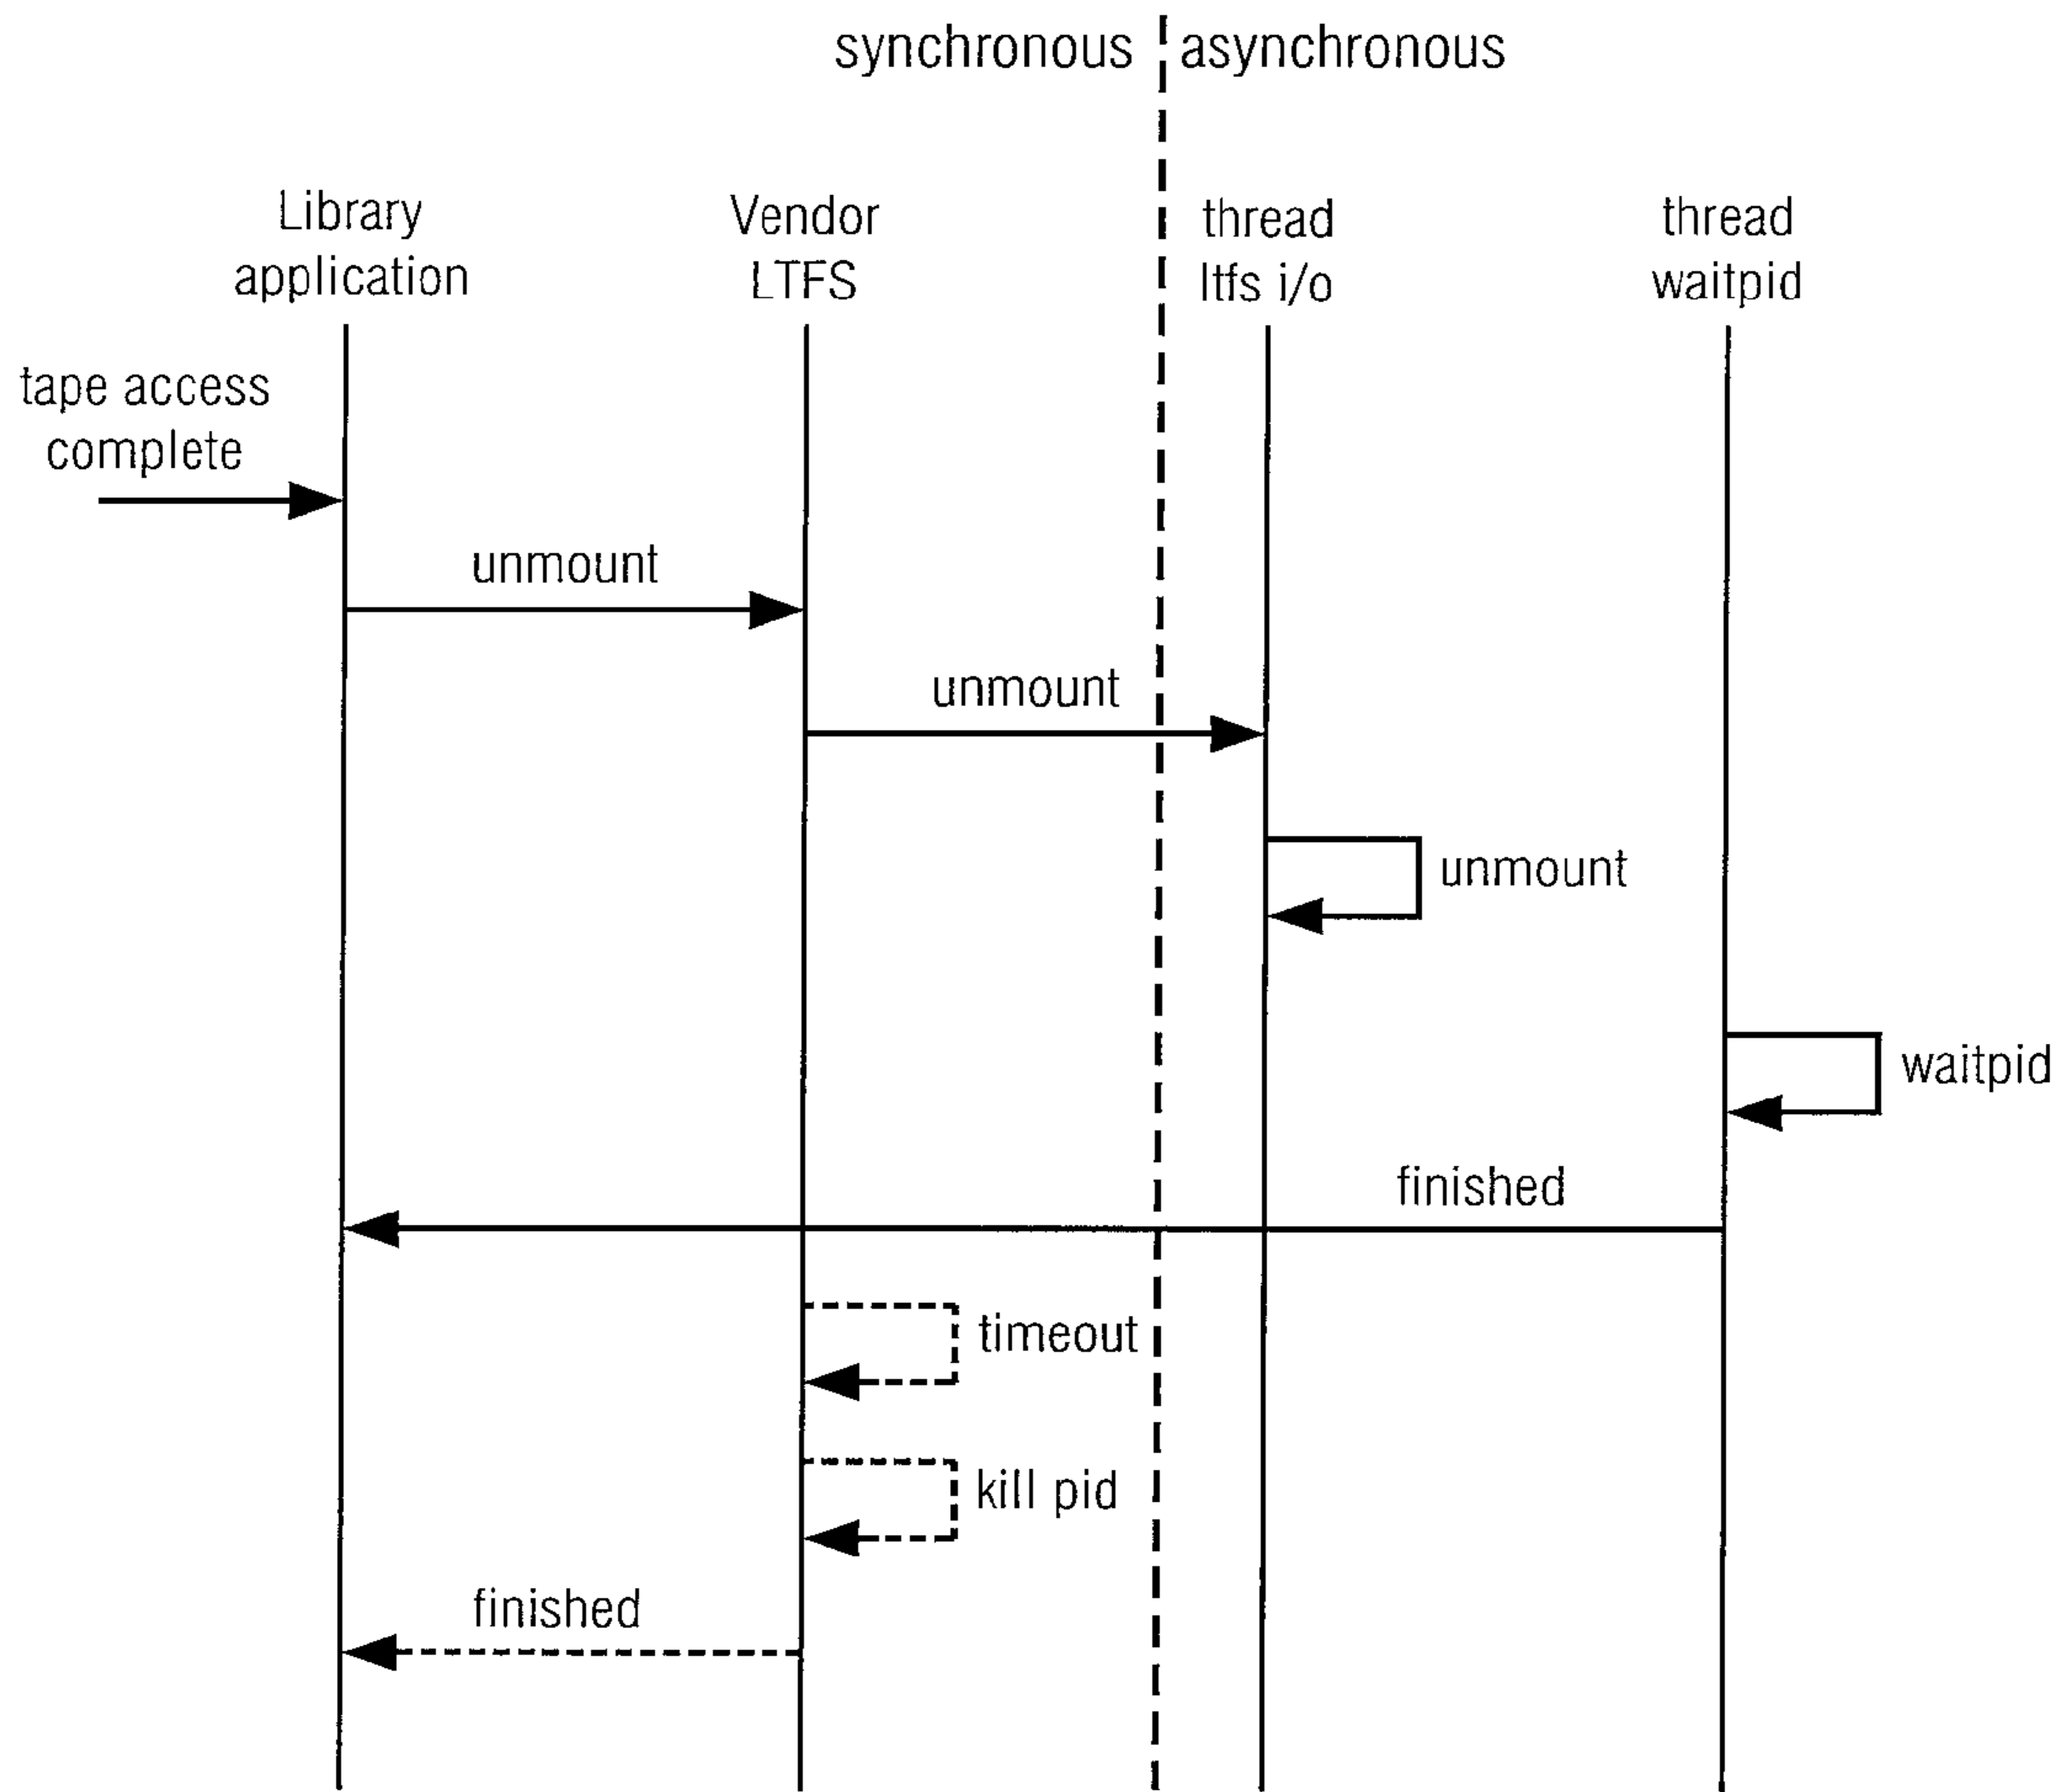 synchronous
asynchronous
Library
application
Vendor
LTFS
thread
ltfs i/o
thread
waitpid
tape access
complete
unmount
unmount
unmount
waitpid
finished
timeout
kill pid
finished